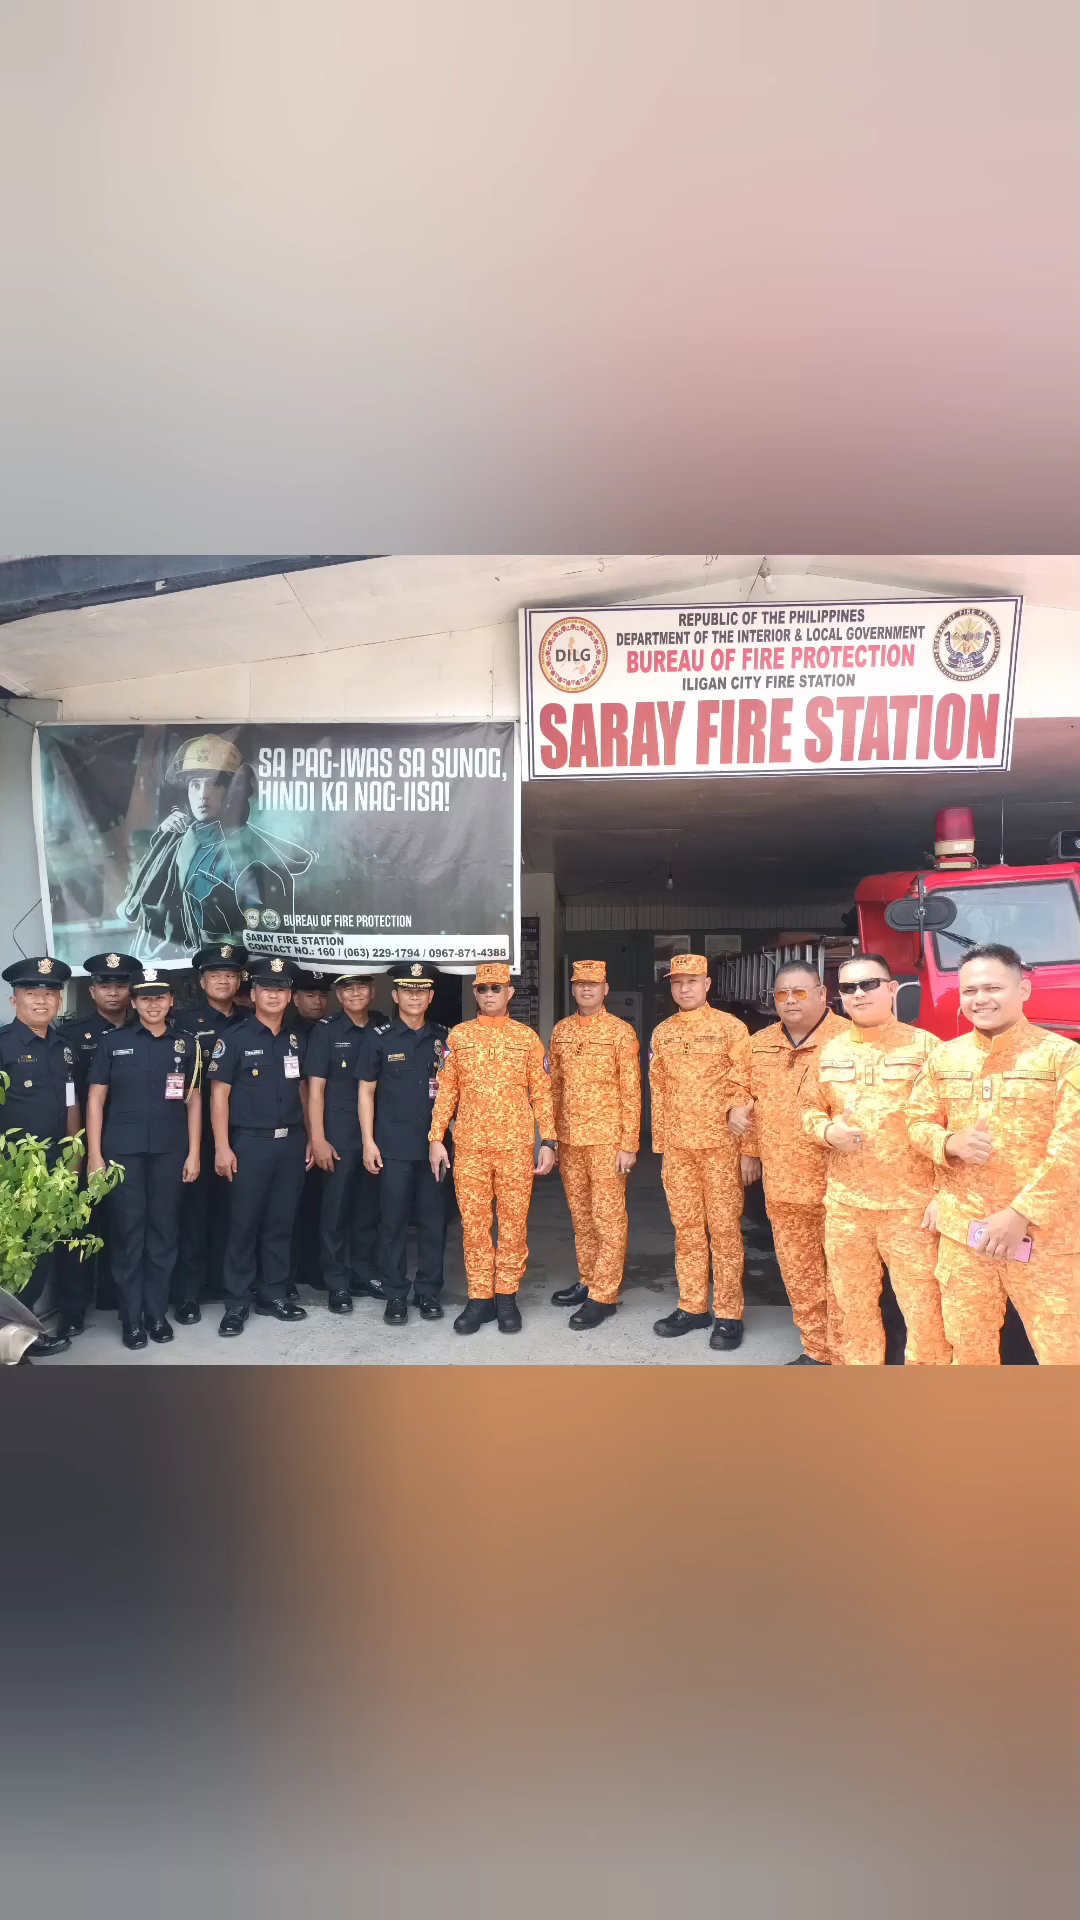 REPUBLIC OF THE PHILIPPINES
DEPARTMENT OF THE INTERIOR & LOCAL GOVERNMENT
BUREAU OF FIRE PROTECTION
ILIGAN CITY FIRE STATION
SARAY FIRE STATION
DILG
SA PAG-IWAS SA SUNOG,
HINDI KA NAG-IISA!
BUREAU OF FIRE PROTECTION
SARAY FIRE STATION
CONTACT NO.: 160 / (063) 229-1794 / 0967-871-4388